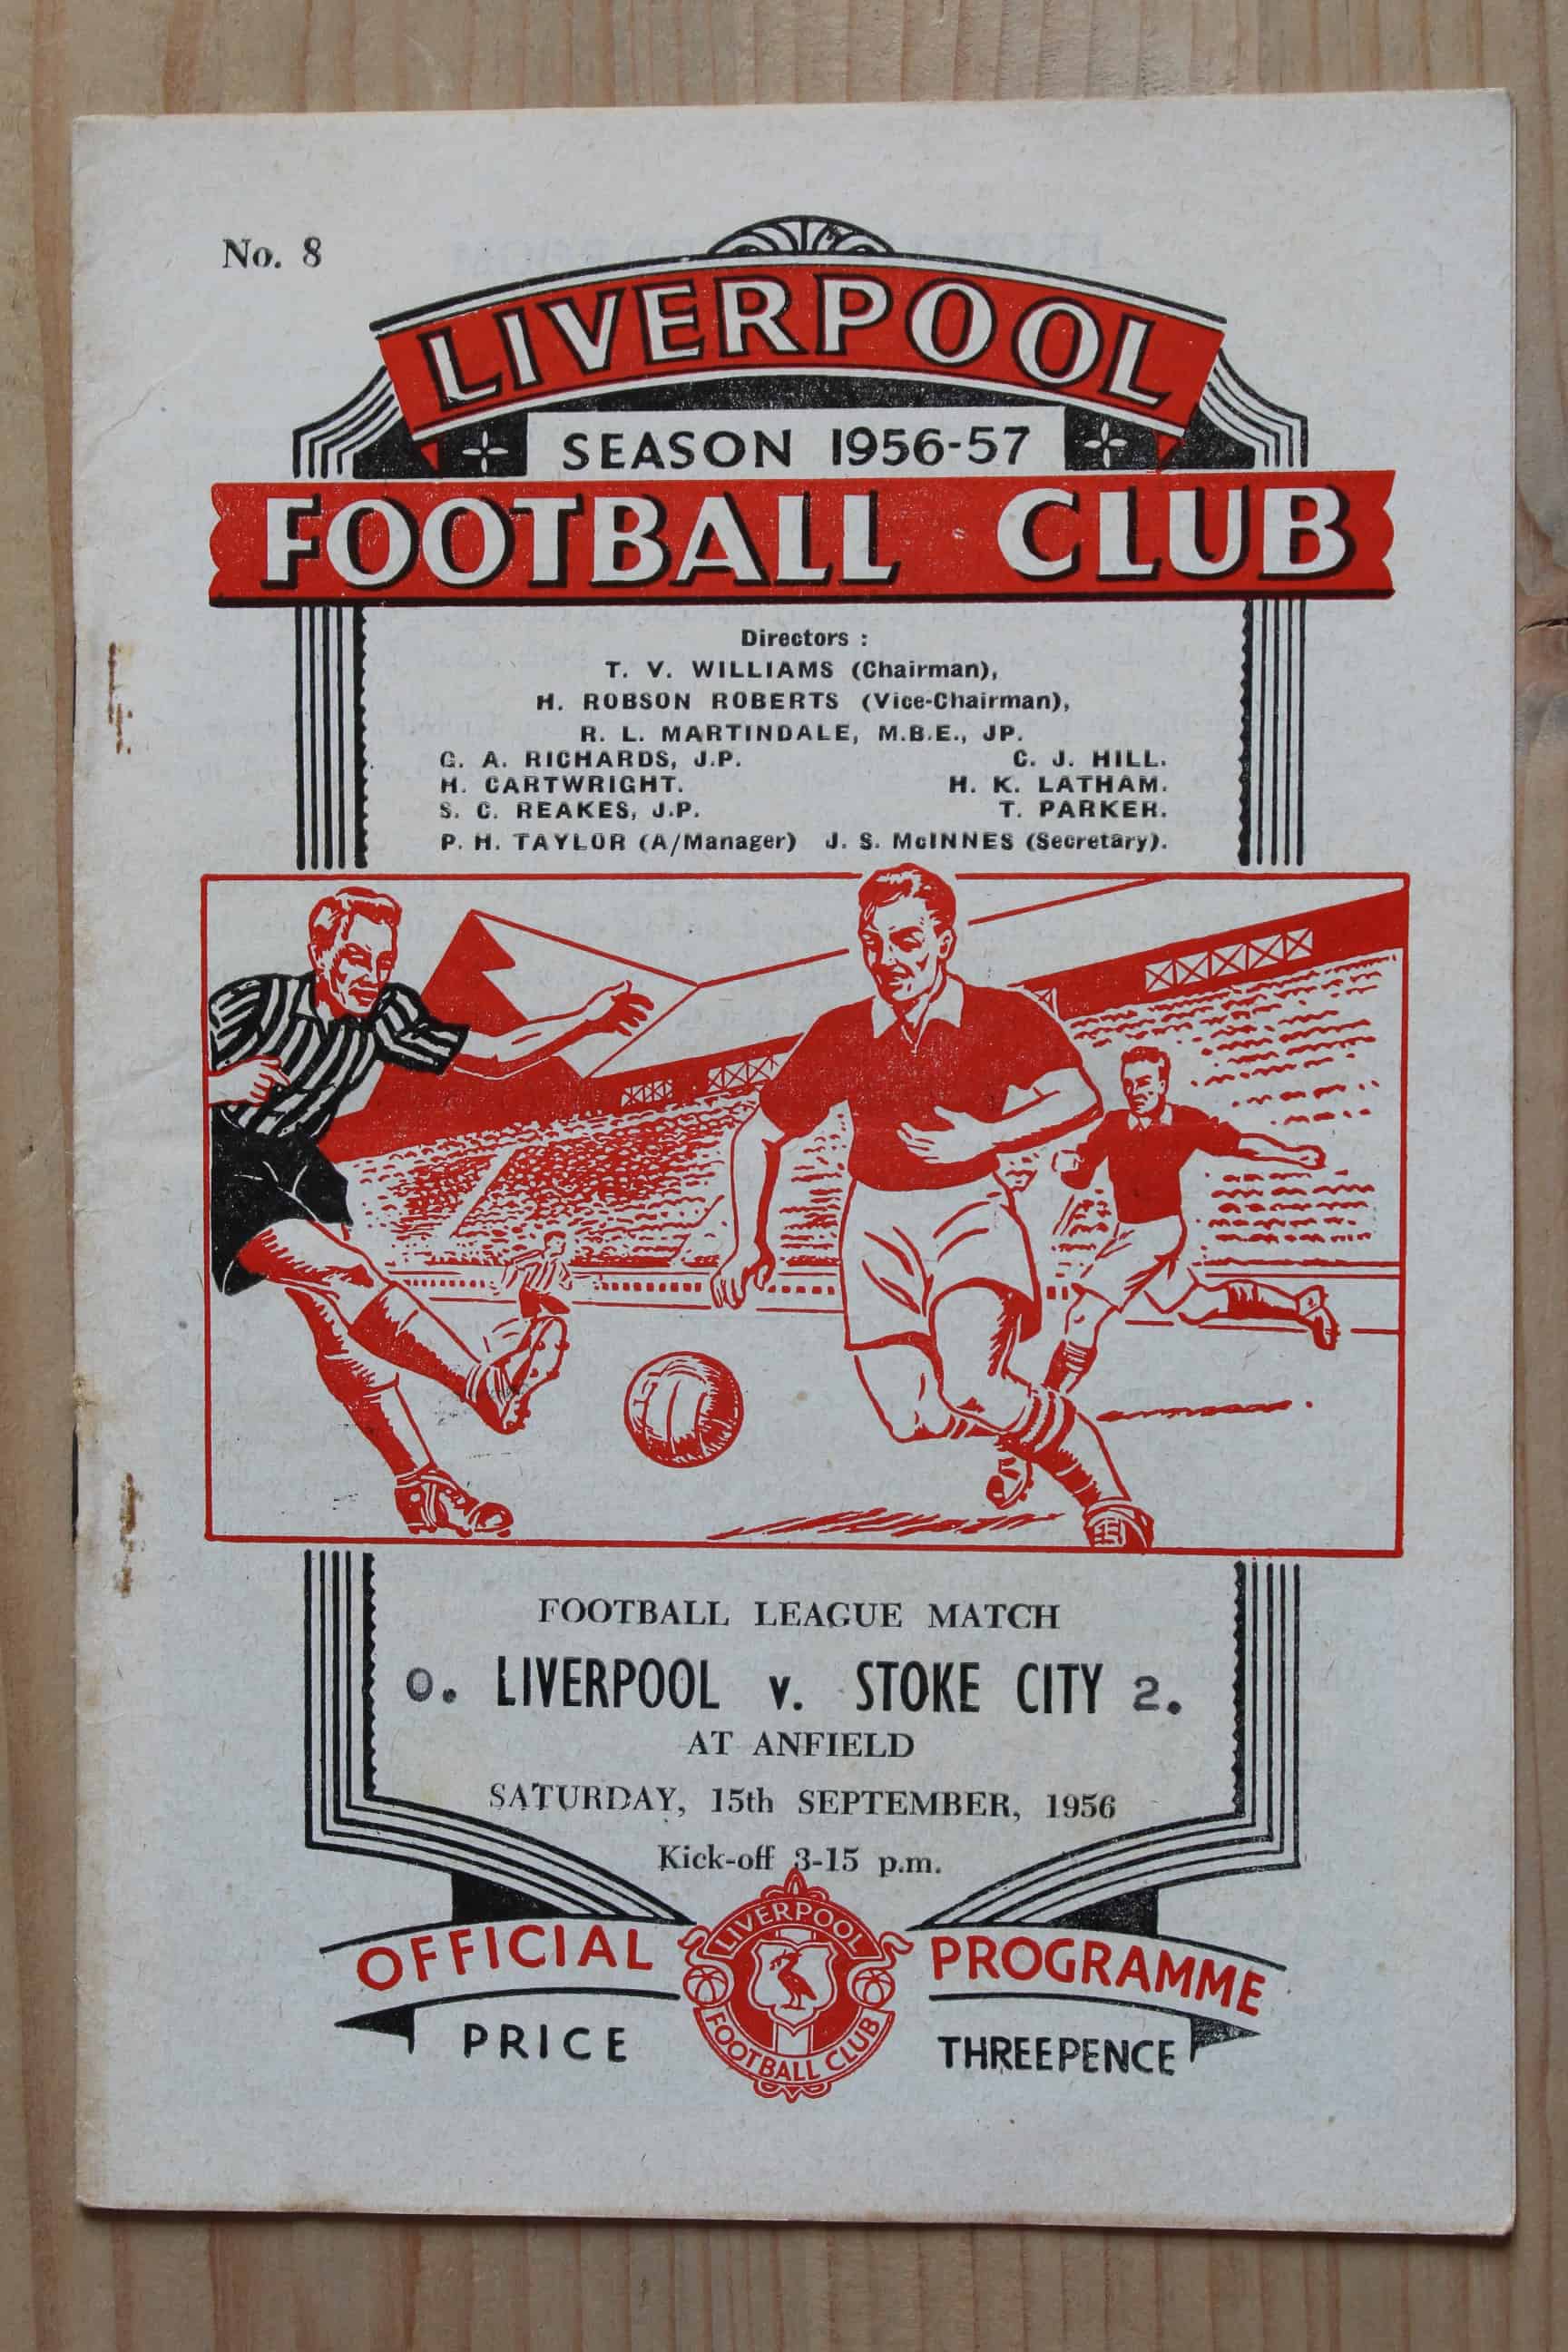 No. 8
LIVERPOOL
SEASON 1956-57
FOOTBALL CLUB
Directors :
T. V. WILLIAMS (Chairman),
H. ROBSON ROBERTS (Vice-Chairman),
R. L. MARTINDALE, M.B.E., JP.
G. A. RICHARDS, J.P. C. J. HILL.
H. CARTWRIGHT. H. K. LATHAM.
S. C. REAKES, J.P. T. PARKER.
P. H. TAYLOR (A/Manager) J. S. McINNES (Secretary).
FOOTBALL LEAGUE MATCH
0. LIVERPOOL v. STOKE CITY 2.
AT ANFIELD
SATURDAY, 15th SEPTEMBER, 1956
Kick-off 3-15 p.m.
OFFICIAL PROGRAMME
LIVERPOOL
FOOTBALL CLUB
PRICE THREEPENCE